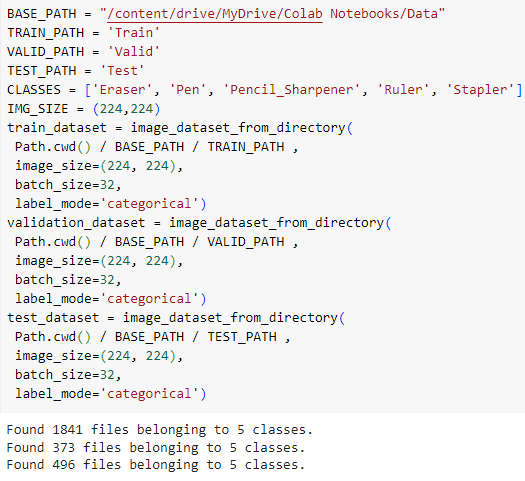 BASE_PATH = "/content/drive/MyDrive/Colab Notebooks/Data"
TRAIN_PATH = 'Train'
VALID_PATH = 'Valid'
TEST_PATH = 'Test'
CLASSES = ['Eraser', 'Pen', 'Pencil_Sharpener', 'Ruler', 'Stapler']
IMG_SIZE = (224,224)
train_dataset = image_dataset_from_directory(
 Path.cwd() / BASE_PATH / TRAIN_PATH ,
 image_size=(224, 224),
 batch_size=32,
 label_mode='categorical')
validation_dataset = image_dataset_from_directory(
 Path.cwd() / BASE_PATH / VALID_PATH ,
 image_size=(224, 224),
 batch_size=32,
 label_mode='categorical')
test_dataset = image_dataset_from_directory(
 Path.cwd() / BASE_PATH / TEST_PATH ,
 image_size=(224, 224),
 batch_size=32,
 label_mode='categorical')
Found 1841 files belonging to 5 classes.
Found 373 files belonging to 5 classes.
Found 496 files belonging to 5 classes.